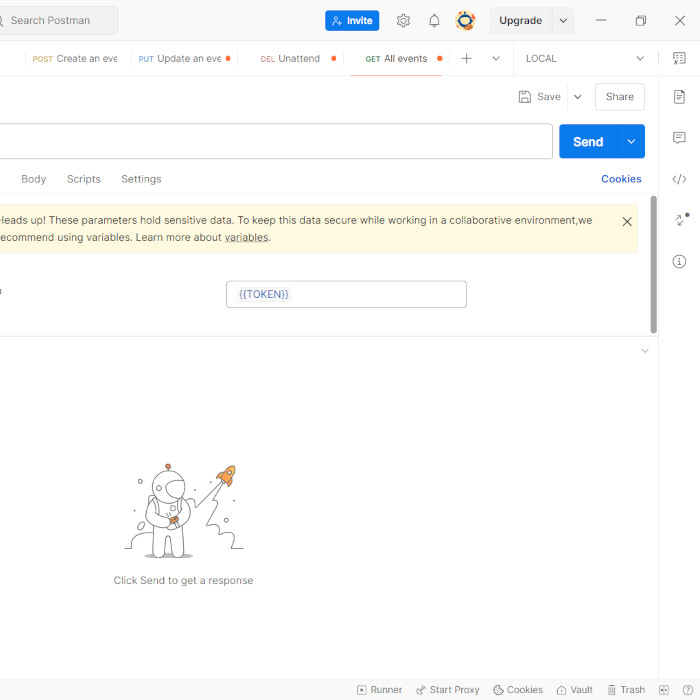 Search Postman
Invite
Upgrade
POST Create an eve
PUT Update an eve
DEL Unattend
GET All events
LOCAL
Save
Share
Send
Body
Scripts
Settings
Cookies
Heads up! These parameters hold sensitive data. To keep this data secure while working in a collaborative environment,we
ecommend using variables. Learn more about variables.
{{TOKEN}}
Click Send to get a response
Runner
Start Proxy
Cookies
Vault
Trash